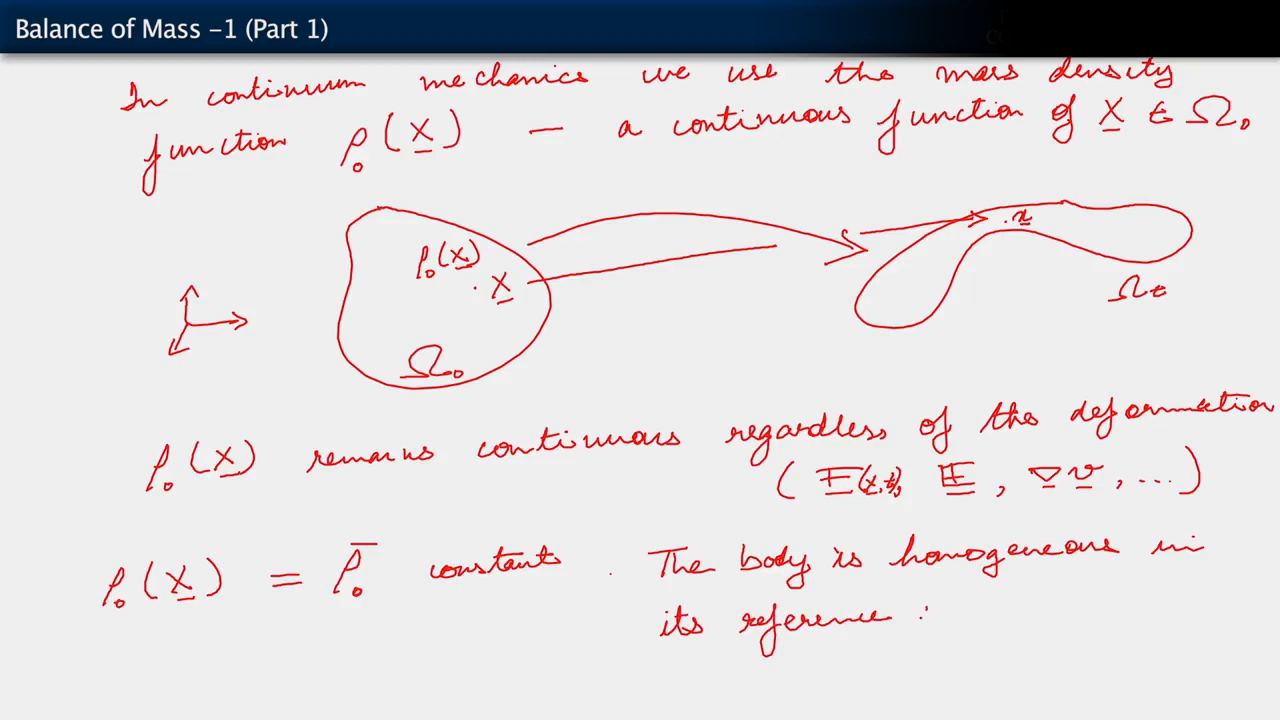 Balance of Mass –1 (Part 1)
In continuum mechanics we use the mass density
function ρ₀(X) — a continuous function of X ∈ Ω₀
ρ₀(X)
X
Ω₀
x
Ωt
ρ₀(X) remains continuous regardless of the deformation
(F(X,t), E, ∇v, ...)
ρ₀(X) = ρ̄₀ constant. The body is homogeneous in
its reference